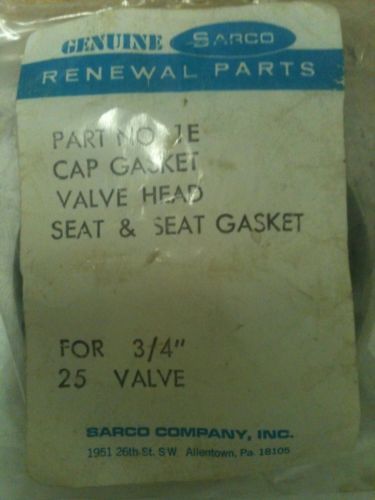 GENUINE SARCO
RENEWAL PARTS
PART NO. 1E
CAP GASKET
VALVE HEAD
SEAT & SEAT GASKET
FOR 3/4"
25 VALVE
SARCO COMPANY, INC.
1951 26th St. S.W. Allentown, Pa. 18105